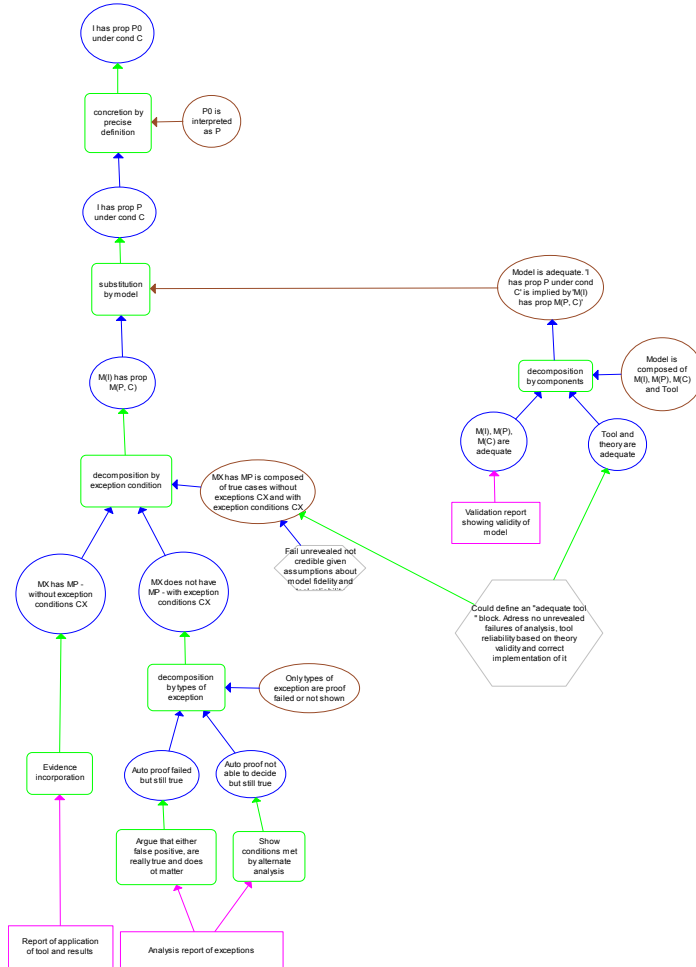 I has prop P0
under cond C
concretion by
precise
definition
P0 is
interpreted
as P
I has prop P
under cond C
substitution
by model
Model is adequate. 'I
has prop P under cond
C' is implied by 'M(I)
has prop M(P, C)'
M(I) has prop
M(P, C)
decomposition
by components
Model is
composed of
M(I), M(P), M(C)
and Tool
M(I), M(P),
M(C) are
adequate
Tool and
theory are
adequate
decomposition by
exception condition
MX has MP is composed
of true cases without
exceptions CX and with
exception conditions CX
Validation report
showing validity of
model
Fail unrevealed not
credible given
assumptions about
model fidelity and
MX has MP -
without exception
conditions CX
MX does not have
MP - with exception
conditions CX
Could define an "adequate tool
" block. Adress no unrevealed
failures of analysis, tool
reliability based on theory
validity and correct
implementation of it
decomposition
by types of
exception
Only types of
exception are proof
failed or not shown
Evidence
incorporation
Auto proof failed
but still true
Auto proof not
able to decide
but still true
Argue that either
false positive, are
really true and does
ot matter
Show
conditions met
by alternate
analysis
Report of application
of tool and results
Analysis report of exceptions